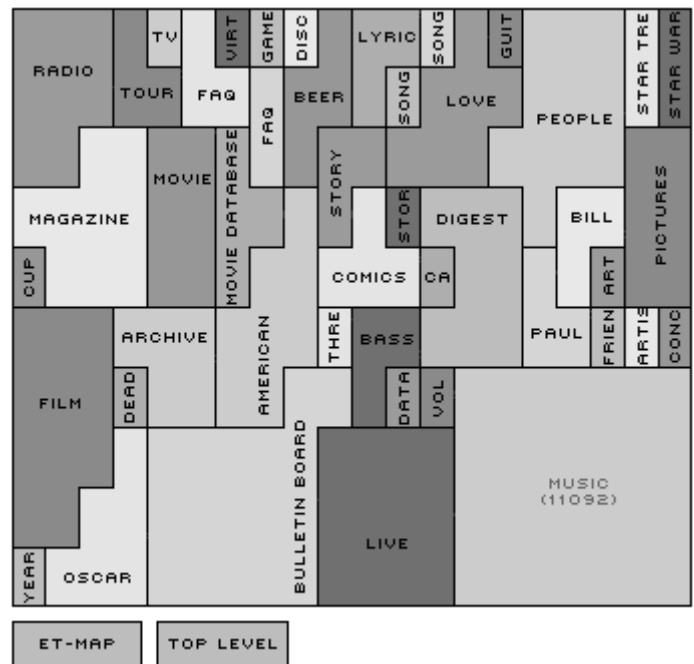 TV
VIRT
GAME
DISC
LYRIC
SONG
GUIT
STAR TRE
STAR WAR
RADIO
TOUR
FAQ
FAQ
BEER
SONG
LOVE
PEOPLE
MOVIE
MOVIE DATABASE
STORY
PICTURES
MAGAZINE
STOR
DIGEST
BILL
CUP
COMICS
CA
ART
ARCHIVE
AMERICAN
THRE
BASS
PAUL
FRIEN
ARTIS
CONC
FILM
DEAD
DATA
VOL
BULLETIN BOARD
MUSIC
(11092)
LIVE
YEAR
OSCAR
ET-MAP
TOP LEVEL